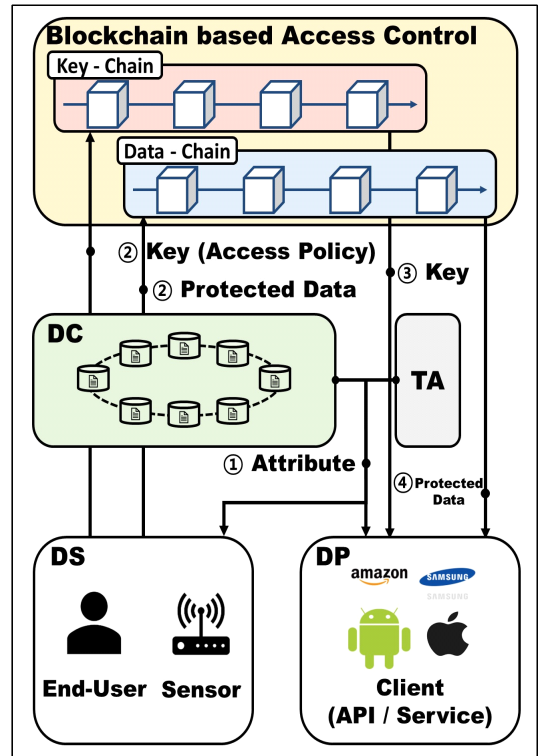 Blockchain based Access Control
Key - Chain
Data - Chain
② Key (Access Policy)
② Protected Data
③ Key
DC
TA
① Attribute
④ Protected
Data
DS
End-User
Sensor
DP
amazon
SAMSUNG
SAMSUNG
Client
(API / Service)